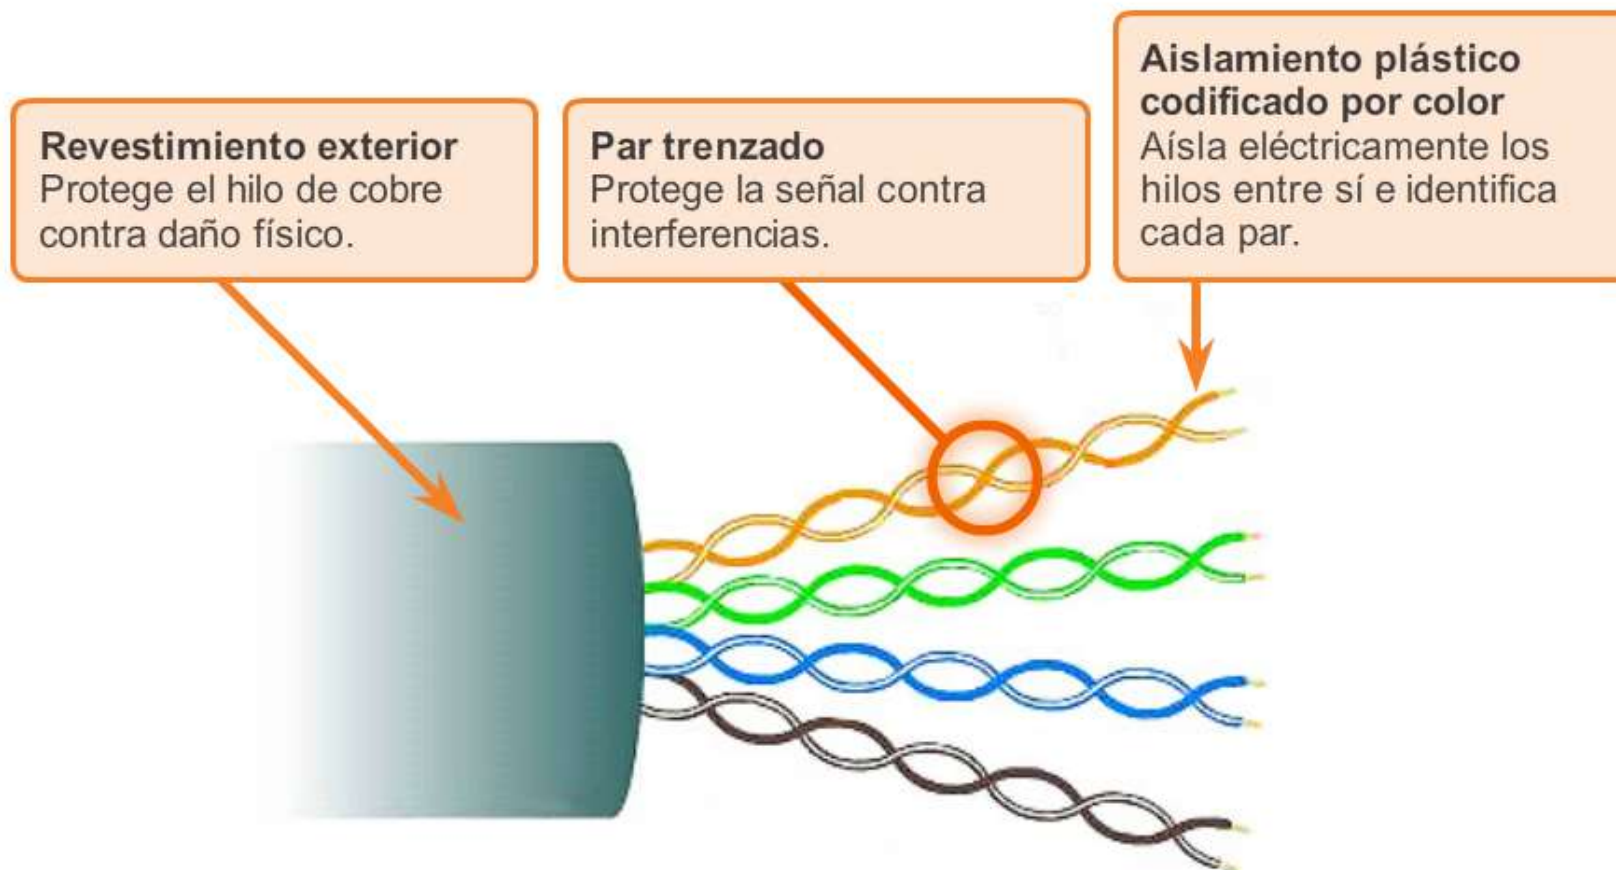 Revestimiento exterior
Protege el hilo de cobre
contra daño físico.
Par trenzado
Protege la señal contra
interferencias.
Aislamiento plástico
codificado por color
Aísla eléctricamente los
hilos entre sí e identifica
cada par.